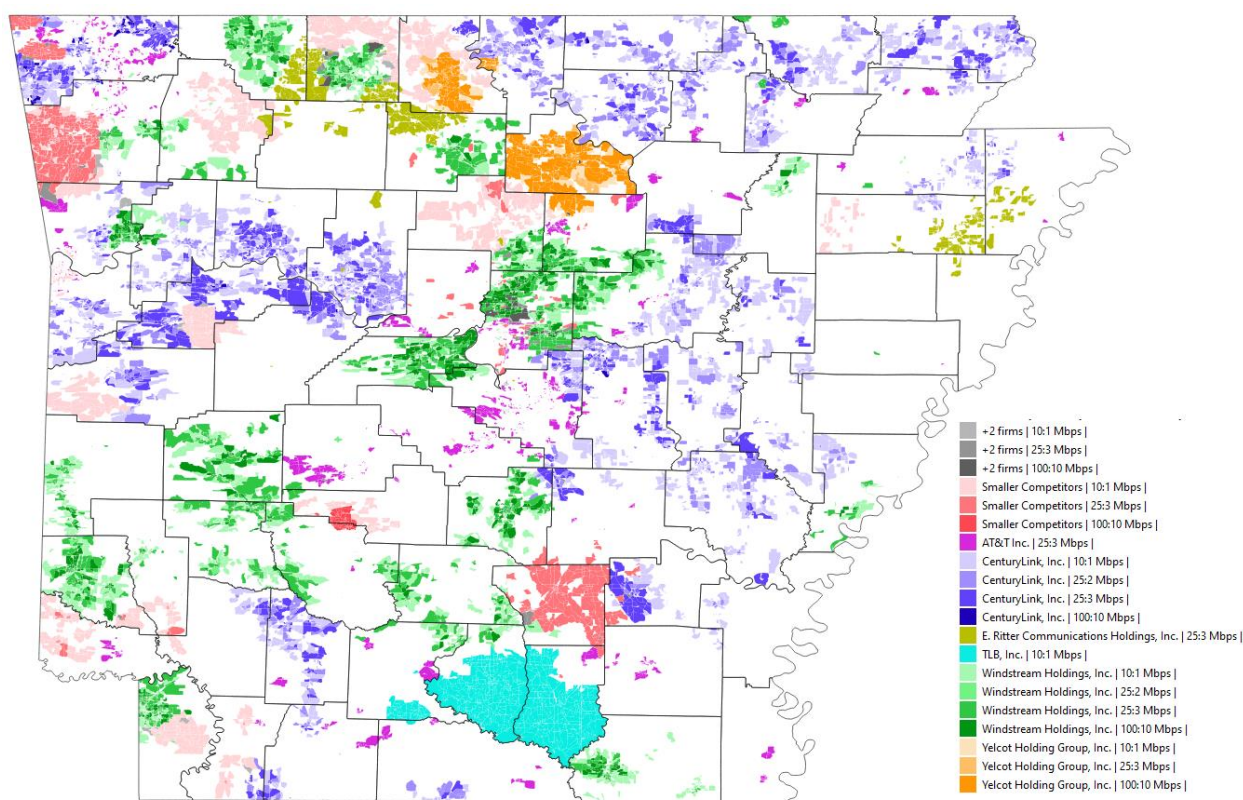 +2 firms | 10:1 Mbps |
+2 firms | 25:3 Mbps |
+2 firms | 100:10 Mbps |
Smaller Competitors | 10:1 Mbps |
Smaller Competitors | 25:3 Mbps |
Smaller Competitors | 100:10 Mbps |
AT&T Inc. | 25:3 Mbps |
CenturyLink, Inc. | 10:1 Mbps |
CenturyLink, Inc. | 25:2 Mbps |
CenturyLink, Inc. | 25:3 Mbps |
CenturyLink, Inc. | 100:10 Mbps |
E. Ritter Communications Holdings, Inc. | 25:3 Mbps |
TLB, Inc. | 10:1 Mbps |
Windstream Holdings, Inc. | 10:1 Mbps |
Windstream Holdings, Inc. | 25:2 Mbps |
Windstream Holdings, Inc. | 25:3 Mbps |
Windstream Holdings, Inc. | 100:10 Mbps |
Yelcot Holding Group, Inc. | 10:1 Mbps |
Yelcot Holding Group, Inc. | 25:3 Mbps |
Yelcot Holding Group, Inc. | 100:10 Mbps |